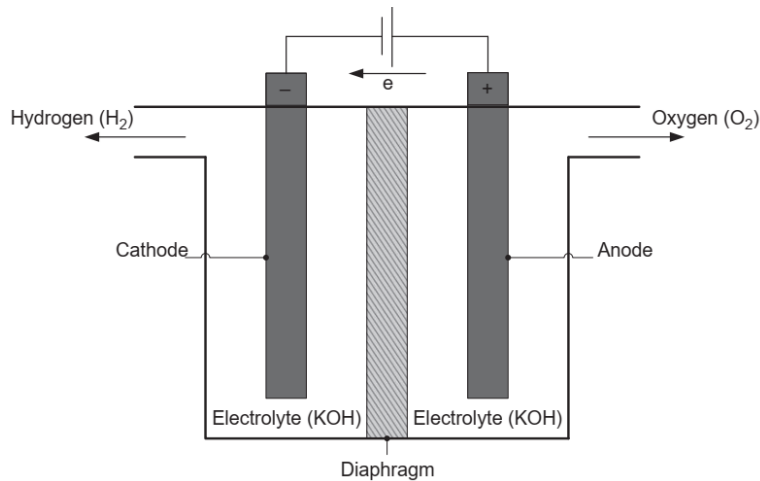 e
–
+
Hydrogen (H₂)
Oxygen (O₂)
Cathode
Anode
Electrolyte (KOH)
Electrolyte (KOH)
Diaphragm